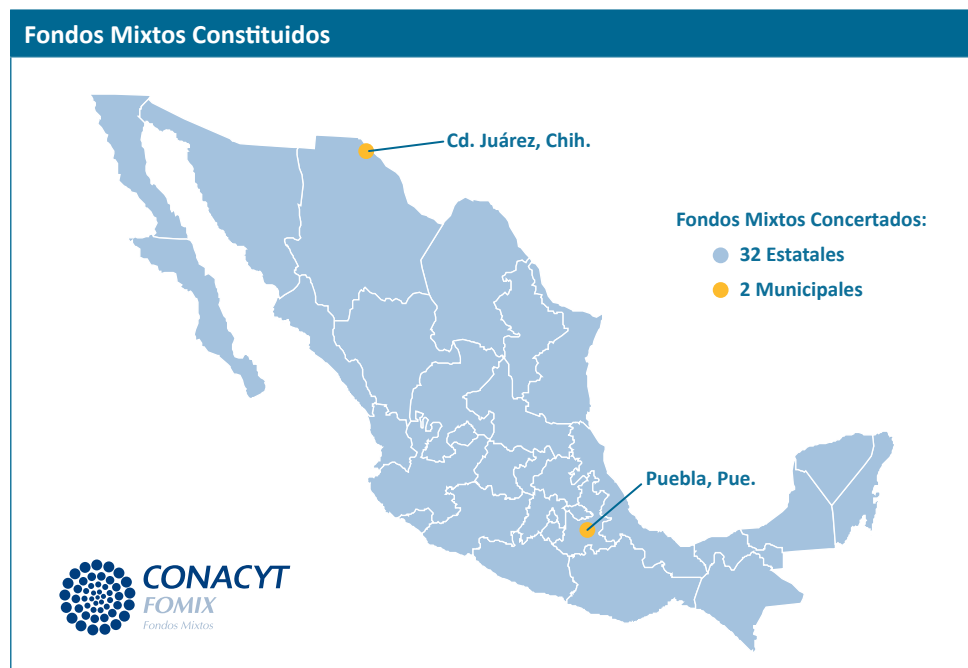 Fondos Mixtos Constituidos
Cd. Juárez, Chih.
Fondos Mixtos Concertados:
32 Estatales
2 Municipales
Puebla, Pue.
CONACYT
FOMIX
Fondos Mixtos